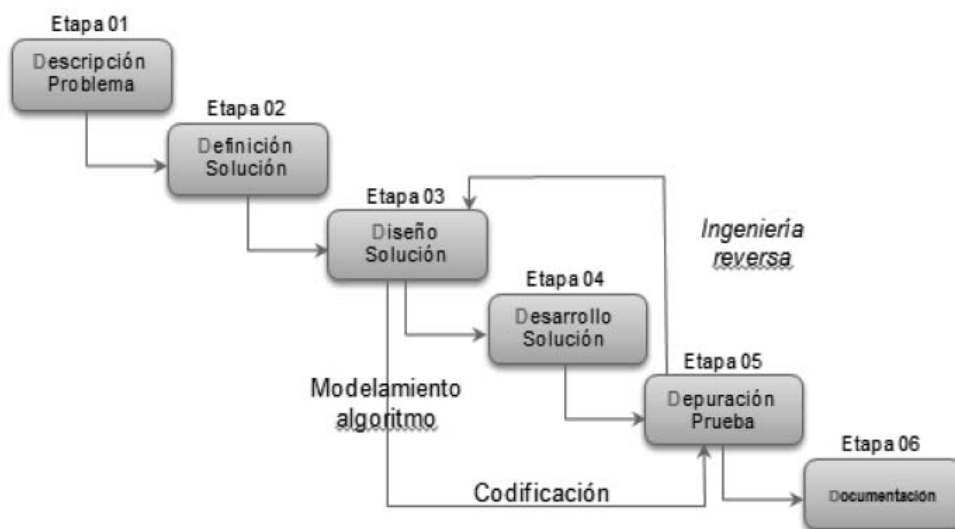 Etapa 01
Descripción
Problema
Etapa 02
Definición
Solución
Etapa 03
Diseño
Solución
Ingeniería
reversa
Etapa 04
Desarrollo
Solución
Etapa 05
Depuración
Prueba
Modelamiento
algoritmo
Etapa 06
Documentación
Codificación